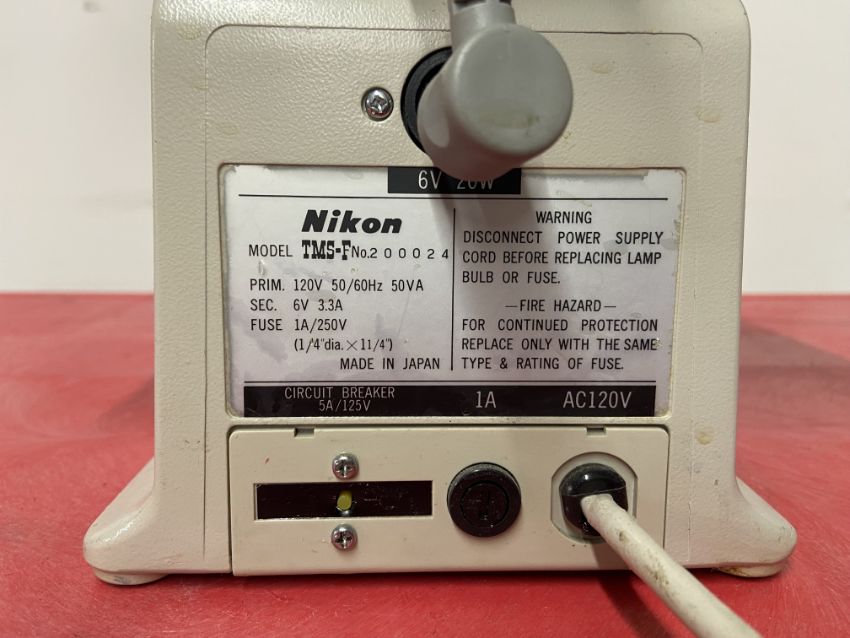 6V 20W
Nikon
MODEL TMS-F No.200024
PRIM. 120V 50/60Hz 50VA
SEC. 6V 3.3A
FUSE 1A/250V
(1/4"dia.×11/4")
MADE IN JAPAN
WARNING
DISCONNECT POWER SUPPLY
CORD BEFORE REPLACING LAMP
BULB OR FUSE.
—FIRE HAZARD—
FOR CONTINUED PROTECTION
REPLACE ONLY WITH THE SAME
TYPE & RATING OF FUSE.
CIRCUIT BREAKER
5A/125V
1A
AC120V